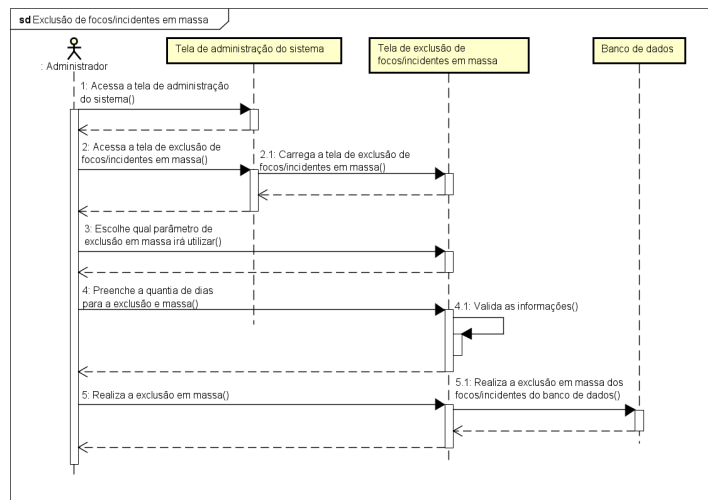 sd Exclusão de focos/incidentes em massa
: Administrador
Tela de administração do sistema
Tela de exclusão de
focos/incidentes em massa
Banco de dados
1: Acessa a tela de administração
do sistema()
2: Acessa a tela de exclusão de
focos/incidentes em massa()
2.1: Carrega a tela de exclusão de
focos/incidentes em massa()
3: Escolhe qual parâmetro de
exclusão em massa irá utilizar()
4: Preenche a quantia de dias
para a exclusão e massa()
4.1: Valida as informações()
5: Realiza a exclusão em massa()
5.1: Realiza a exclusão em massa dos
focos/incidentes do banco de dados()